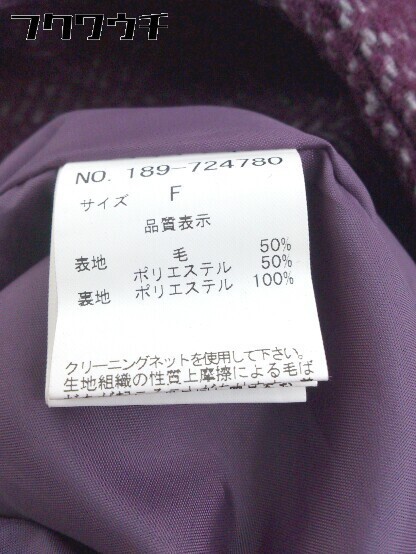 フクウクチ
NO. 189-724780
サイズ F
品質表示
表地 毛 50%
ポリエステル 50%
裏地 ポリエステル 100%
クリーニングネットを使用して下さい。
生地組織の性質上摩擦による毛ば